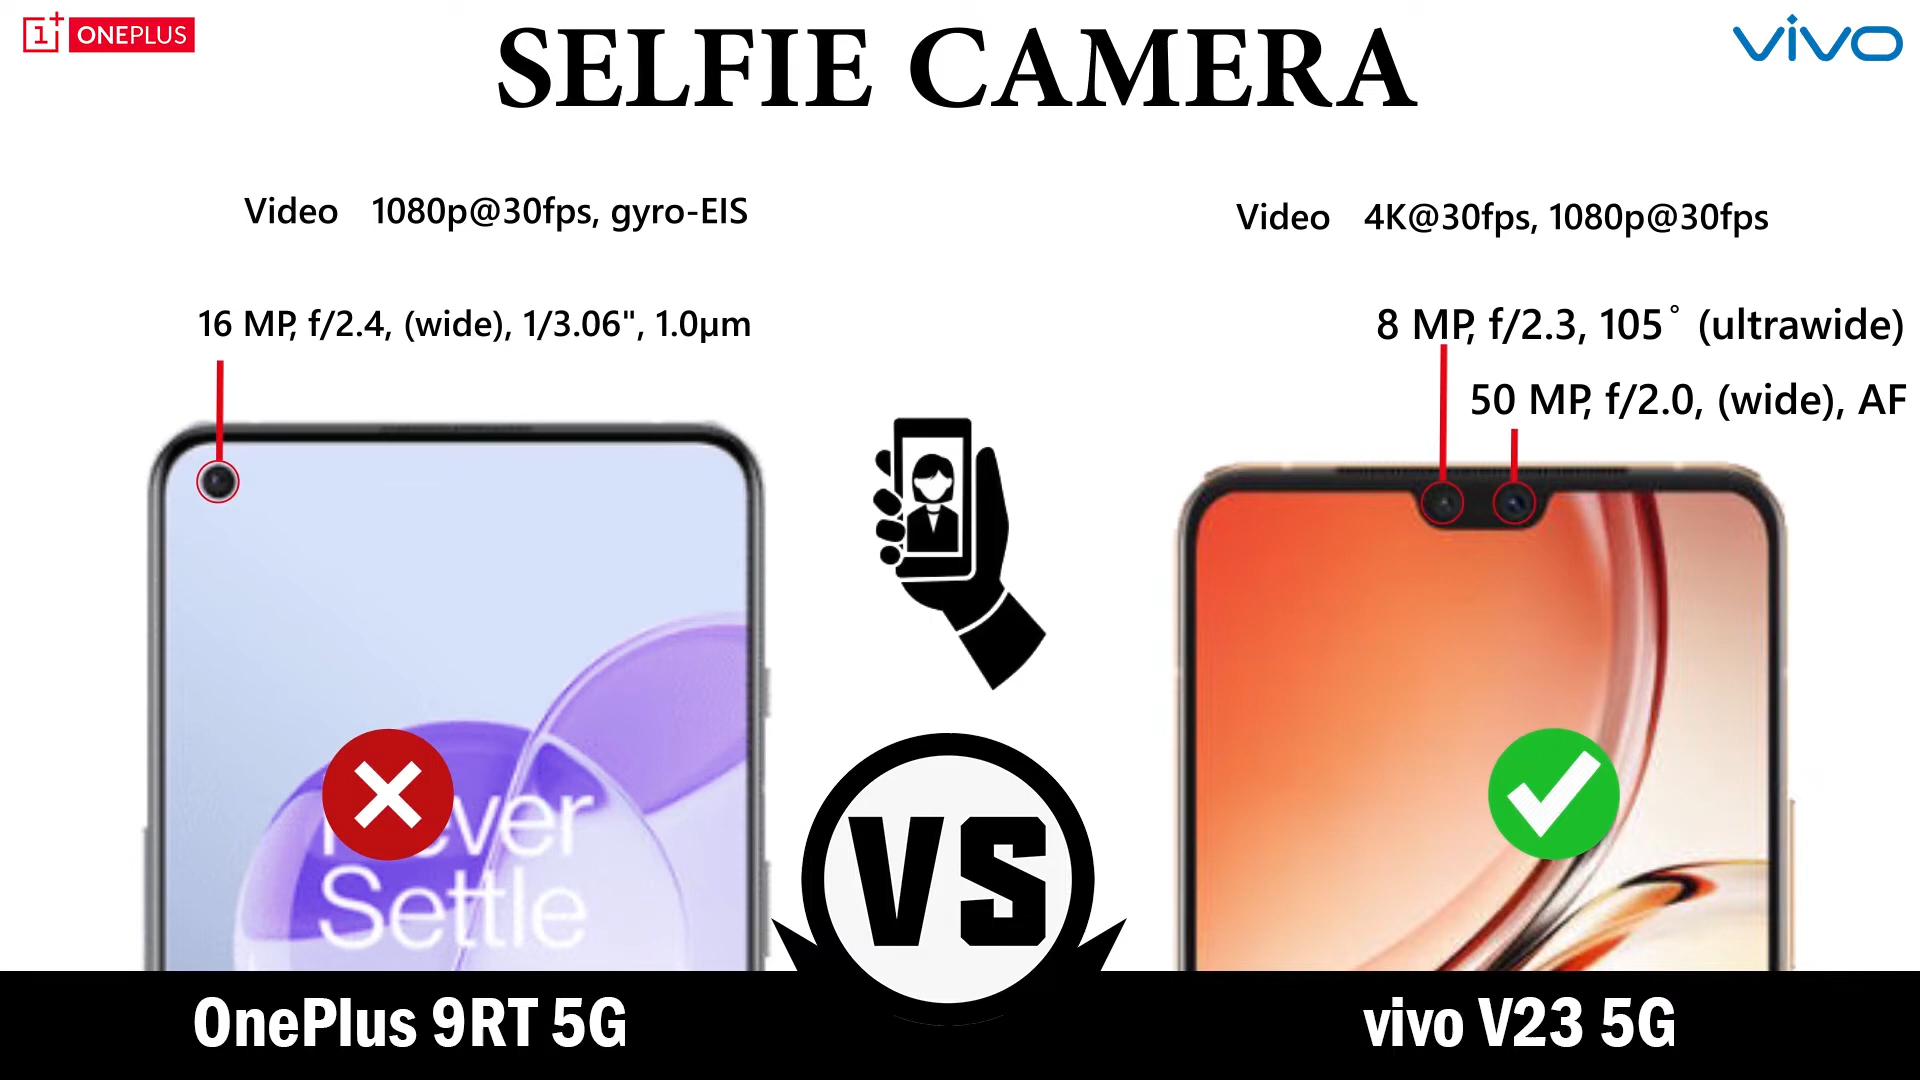 1+ ONEPLUS
SELFIE CAMERA
vivo
Video 1080p@30fps, gyro-EIS
Video 4K@30fps, 1080p@30fps
16 MP, f/2.4, (wide), 1/3.06", 1.0µm
8 MP, f/2.3, 105˚ (ultrawide)
50 MP, f/2.0, (wide), AF
Never
Settle
VS
OnePlus 9RT 5G
vivo V23 5G